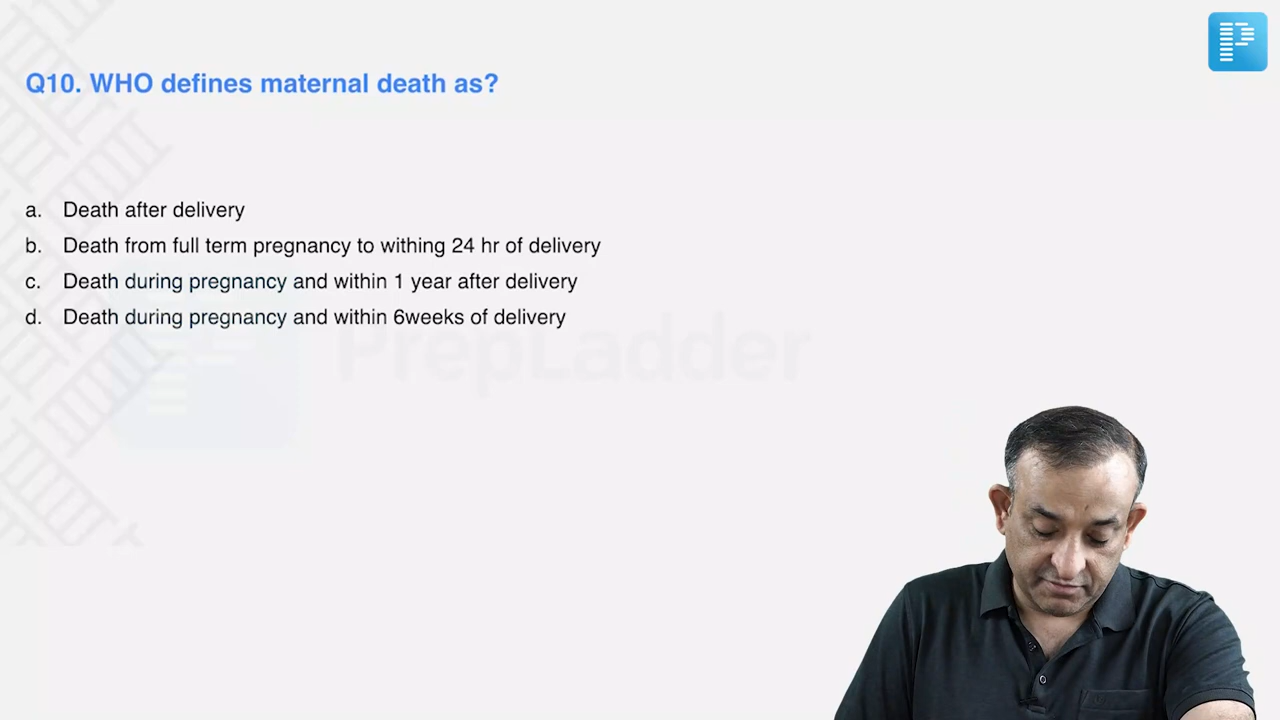 Q10. WHO defines maternal death as?
a. Death after delivery
b. Death from full term pregnancy to withing 24 hr of delivery
c. Death during pregnancy and within 1 year after delivery
d. Death during pregnancy and within 6weeks of delivery
PrepLadder